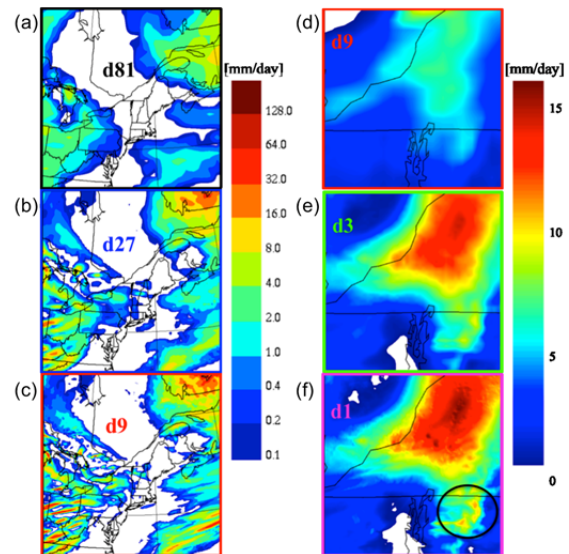 (a)
d81
[mm/day]
128.0
64.0
32.0
16.0
8.0
4.0
2.0
1.0
0.4
0.2
0.1
(b)
d27
(c)
d9
(d)
d9
[mm/day]
15
10
5
0
(e)
d3
(f)
d1